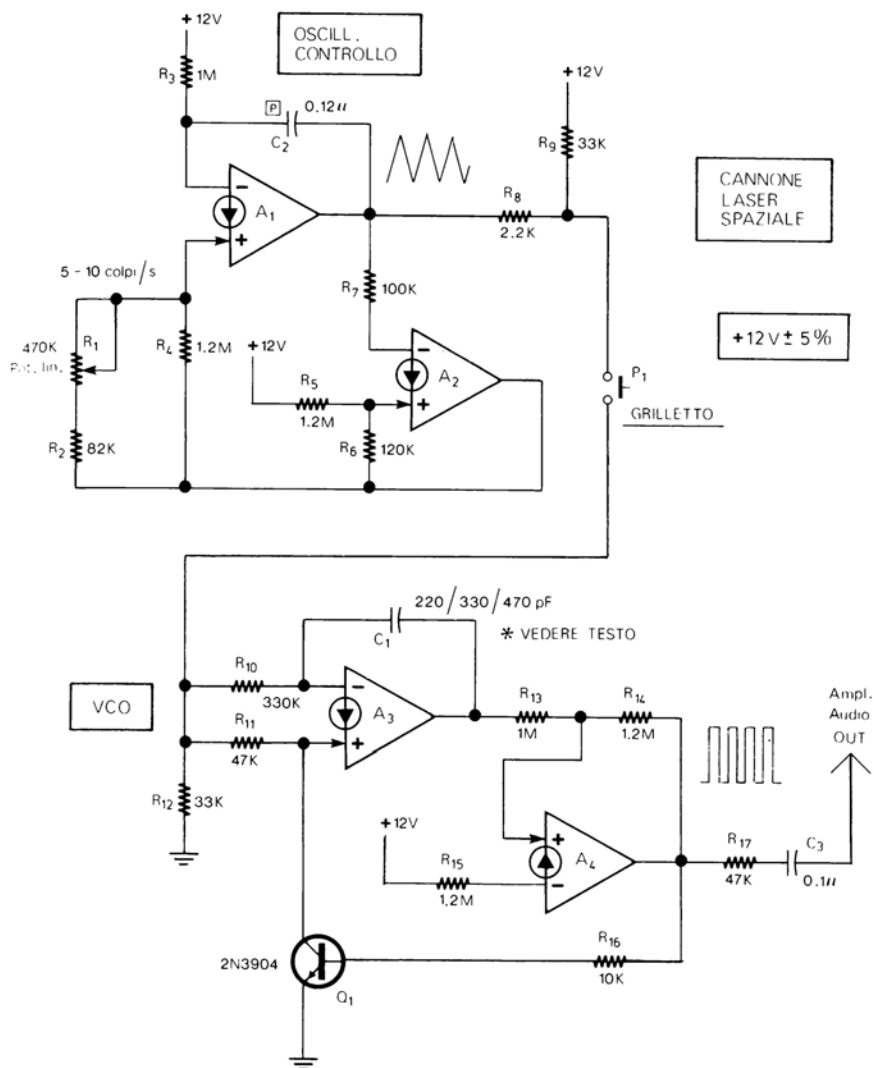 +12V
OSCILL.
CONTROLLO
R3
1M
P
0.12u
C2
+12V
R9
33K
CANNONE
LASER
SPAZIALE
-
A1
+
R8
2.2K
5 - 10 colpi/s
R7
100K
+12V ± 5%
470K
R1
lin.
R4
1.2M
+12V
R5
1.2M
-
A2
+
P1
GRILLETTO
R2
82K
R6
120K
220/330/470 pF
C1
* VEDERE TESTO
VCO
R10
330K
-
A3
+
R11
47K
R13
1M
R14
1.2M
Ampl.
Audio
OUT
R12
33K
+12V
R15
1.2M
+
A4
-
R17
47K
C3
0.1u
2N3904
Q1
R16
10K